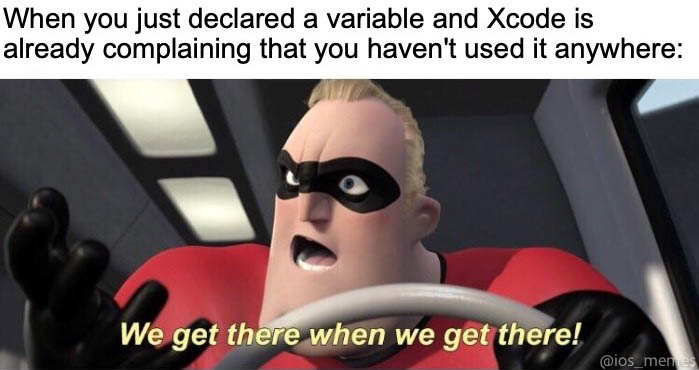 When you just declared a variable and Xcode is
already complaining that you haven't used it anywhere:
We get there when we get there!
@ios_memes